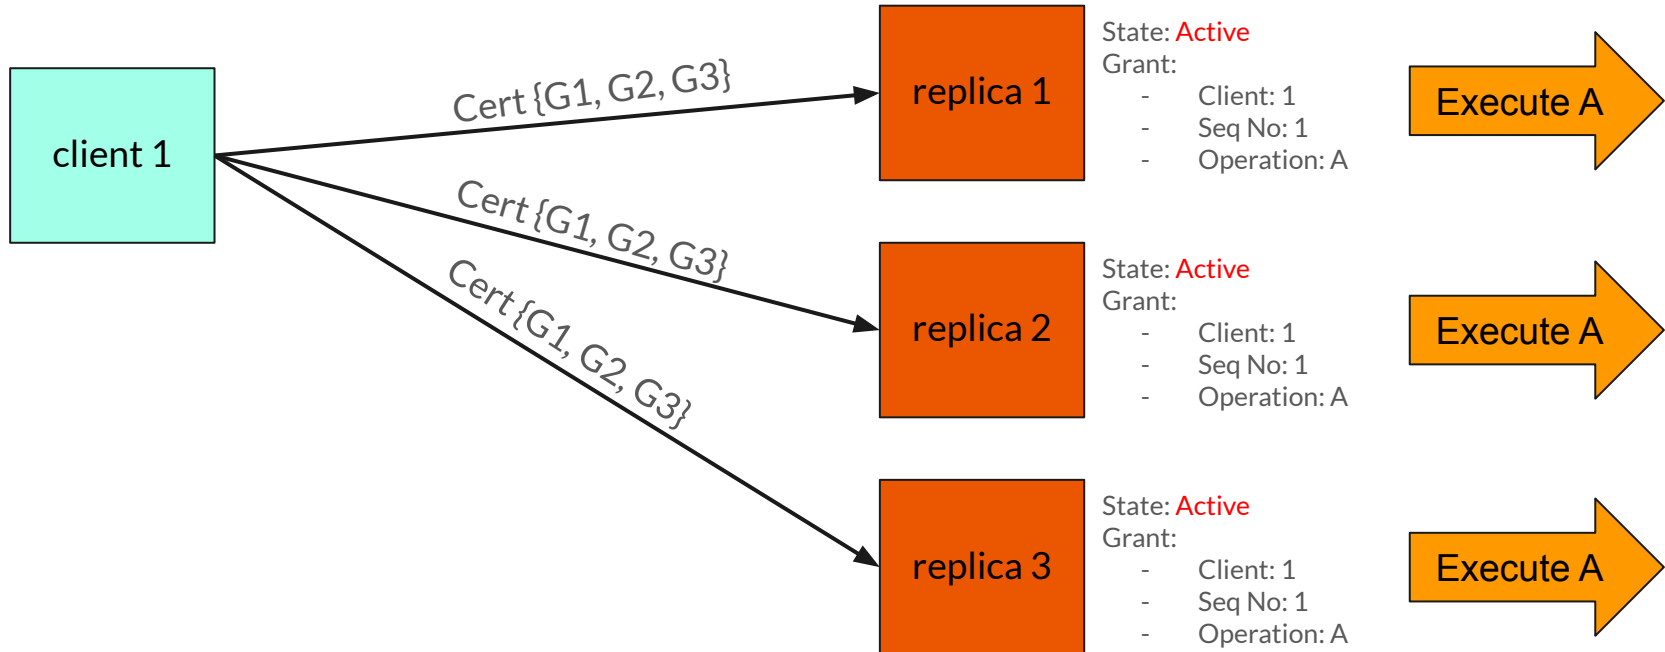 client 1
Cert {G1, G2, G3}
Cert {G1, G2, G3}
Cert {G1, G2, G3}
replica 1
State: Active
Grant:
- Client: 1
- Seq No: 1
- Operation: A
Execute A
replica 2
State: Active
Grant:
- Client: 1
- Seq No: 1
- Operation: A
Execute A
replica 3
State: Active
Grant:
- Client: 1
- Seq No: 1
- Operation: A
Execute A